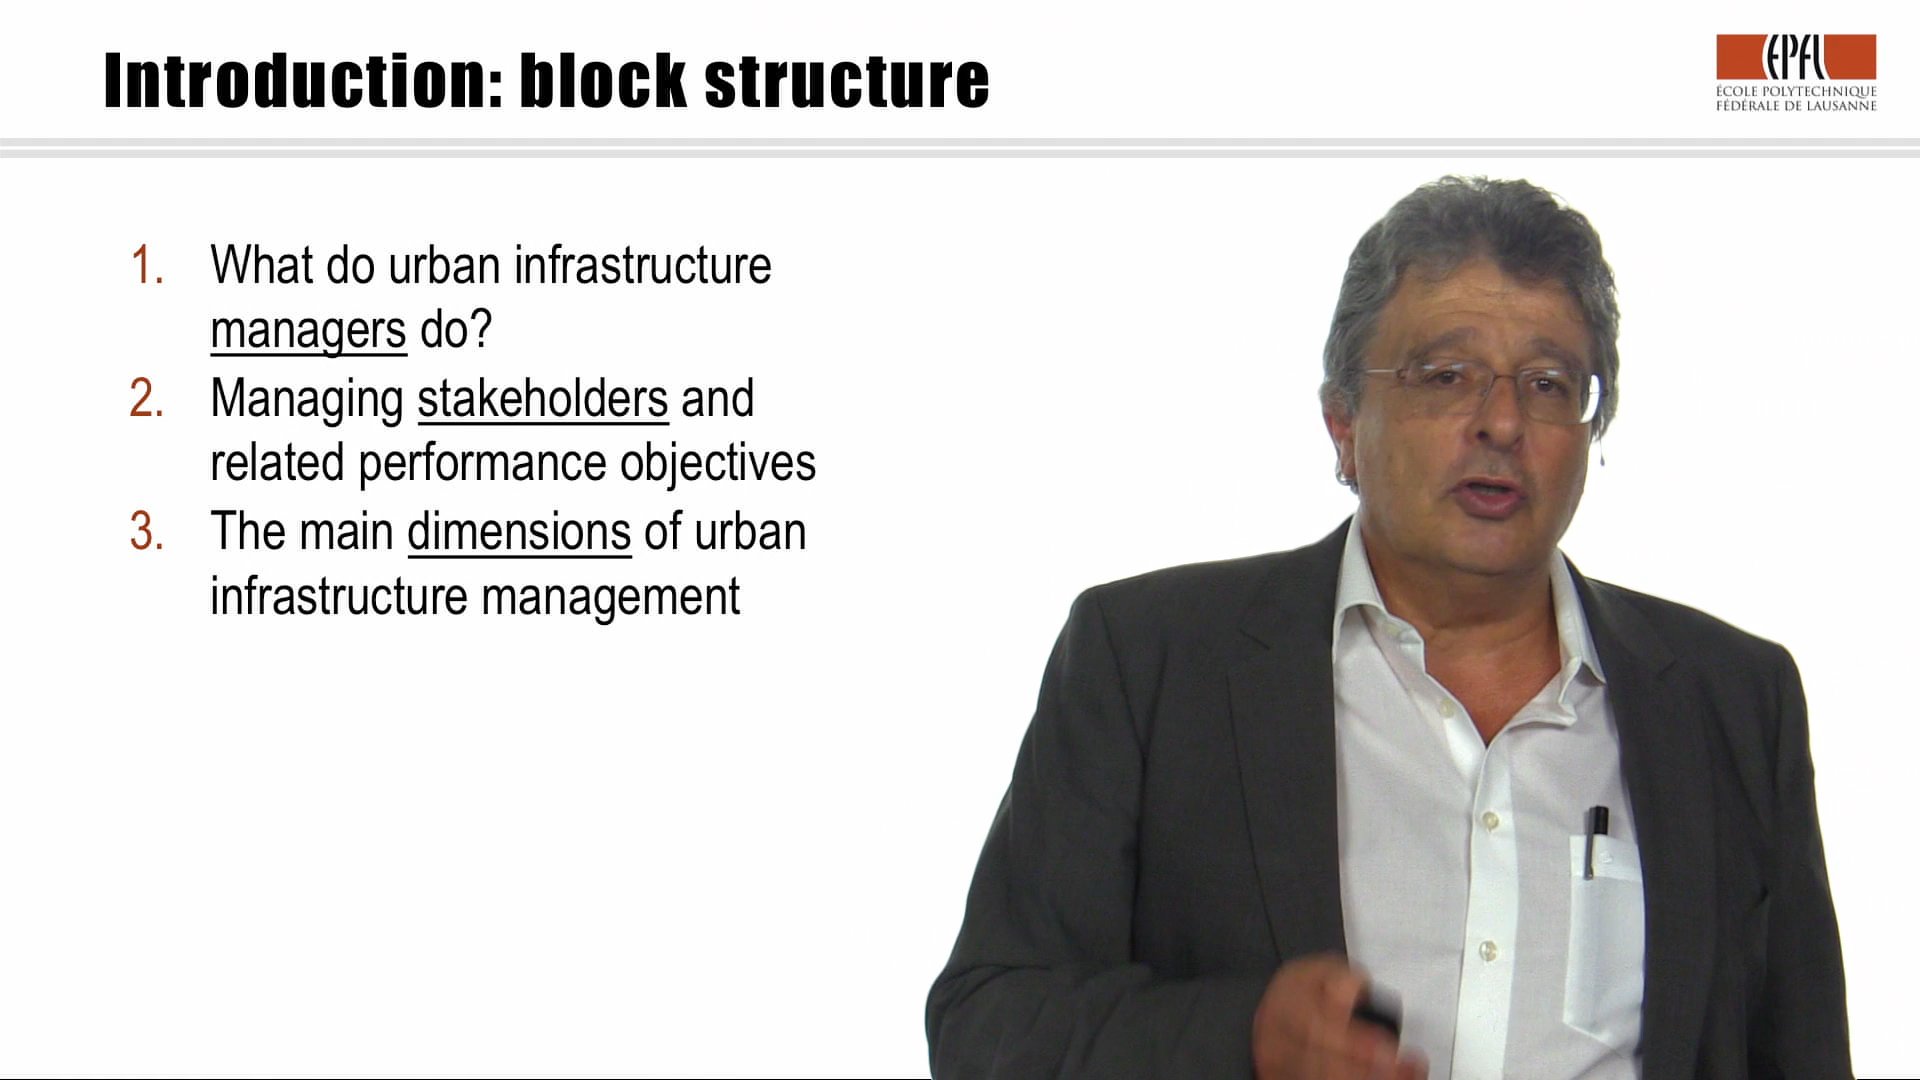 Introduction: block structure
EPFL
ÉCOLE POLYTECHNIQUE
FÉDÉRALE DE LAUSANNE
1. What do urban infrastructure
managers do?
2. Managing stakeholders and
related performance objectives
3. The main dimensions of urban
infrastructure management